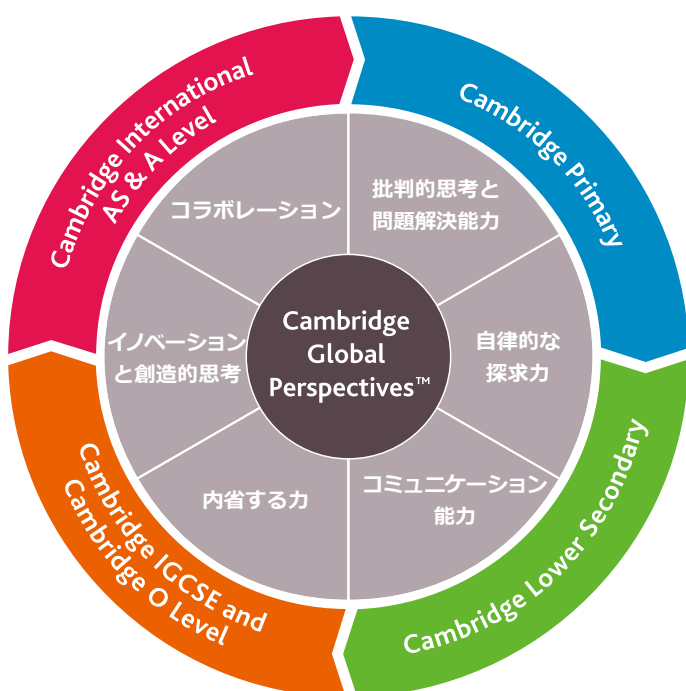 Cambridge International
AS & A Level
Cambridge Primary
コラボレーション
批判的思考と
問題解決能力
イノベーション
と創造的思考
Cambridge
Global
Perspectives™
自律的な
探求力
内省する力
コミュニケーション
能力
Cambridge IGCSE and
Cambridge O Level
Cambridge Lower Secondary